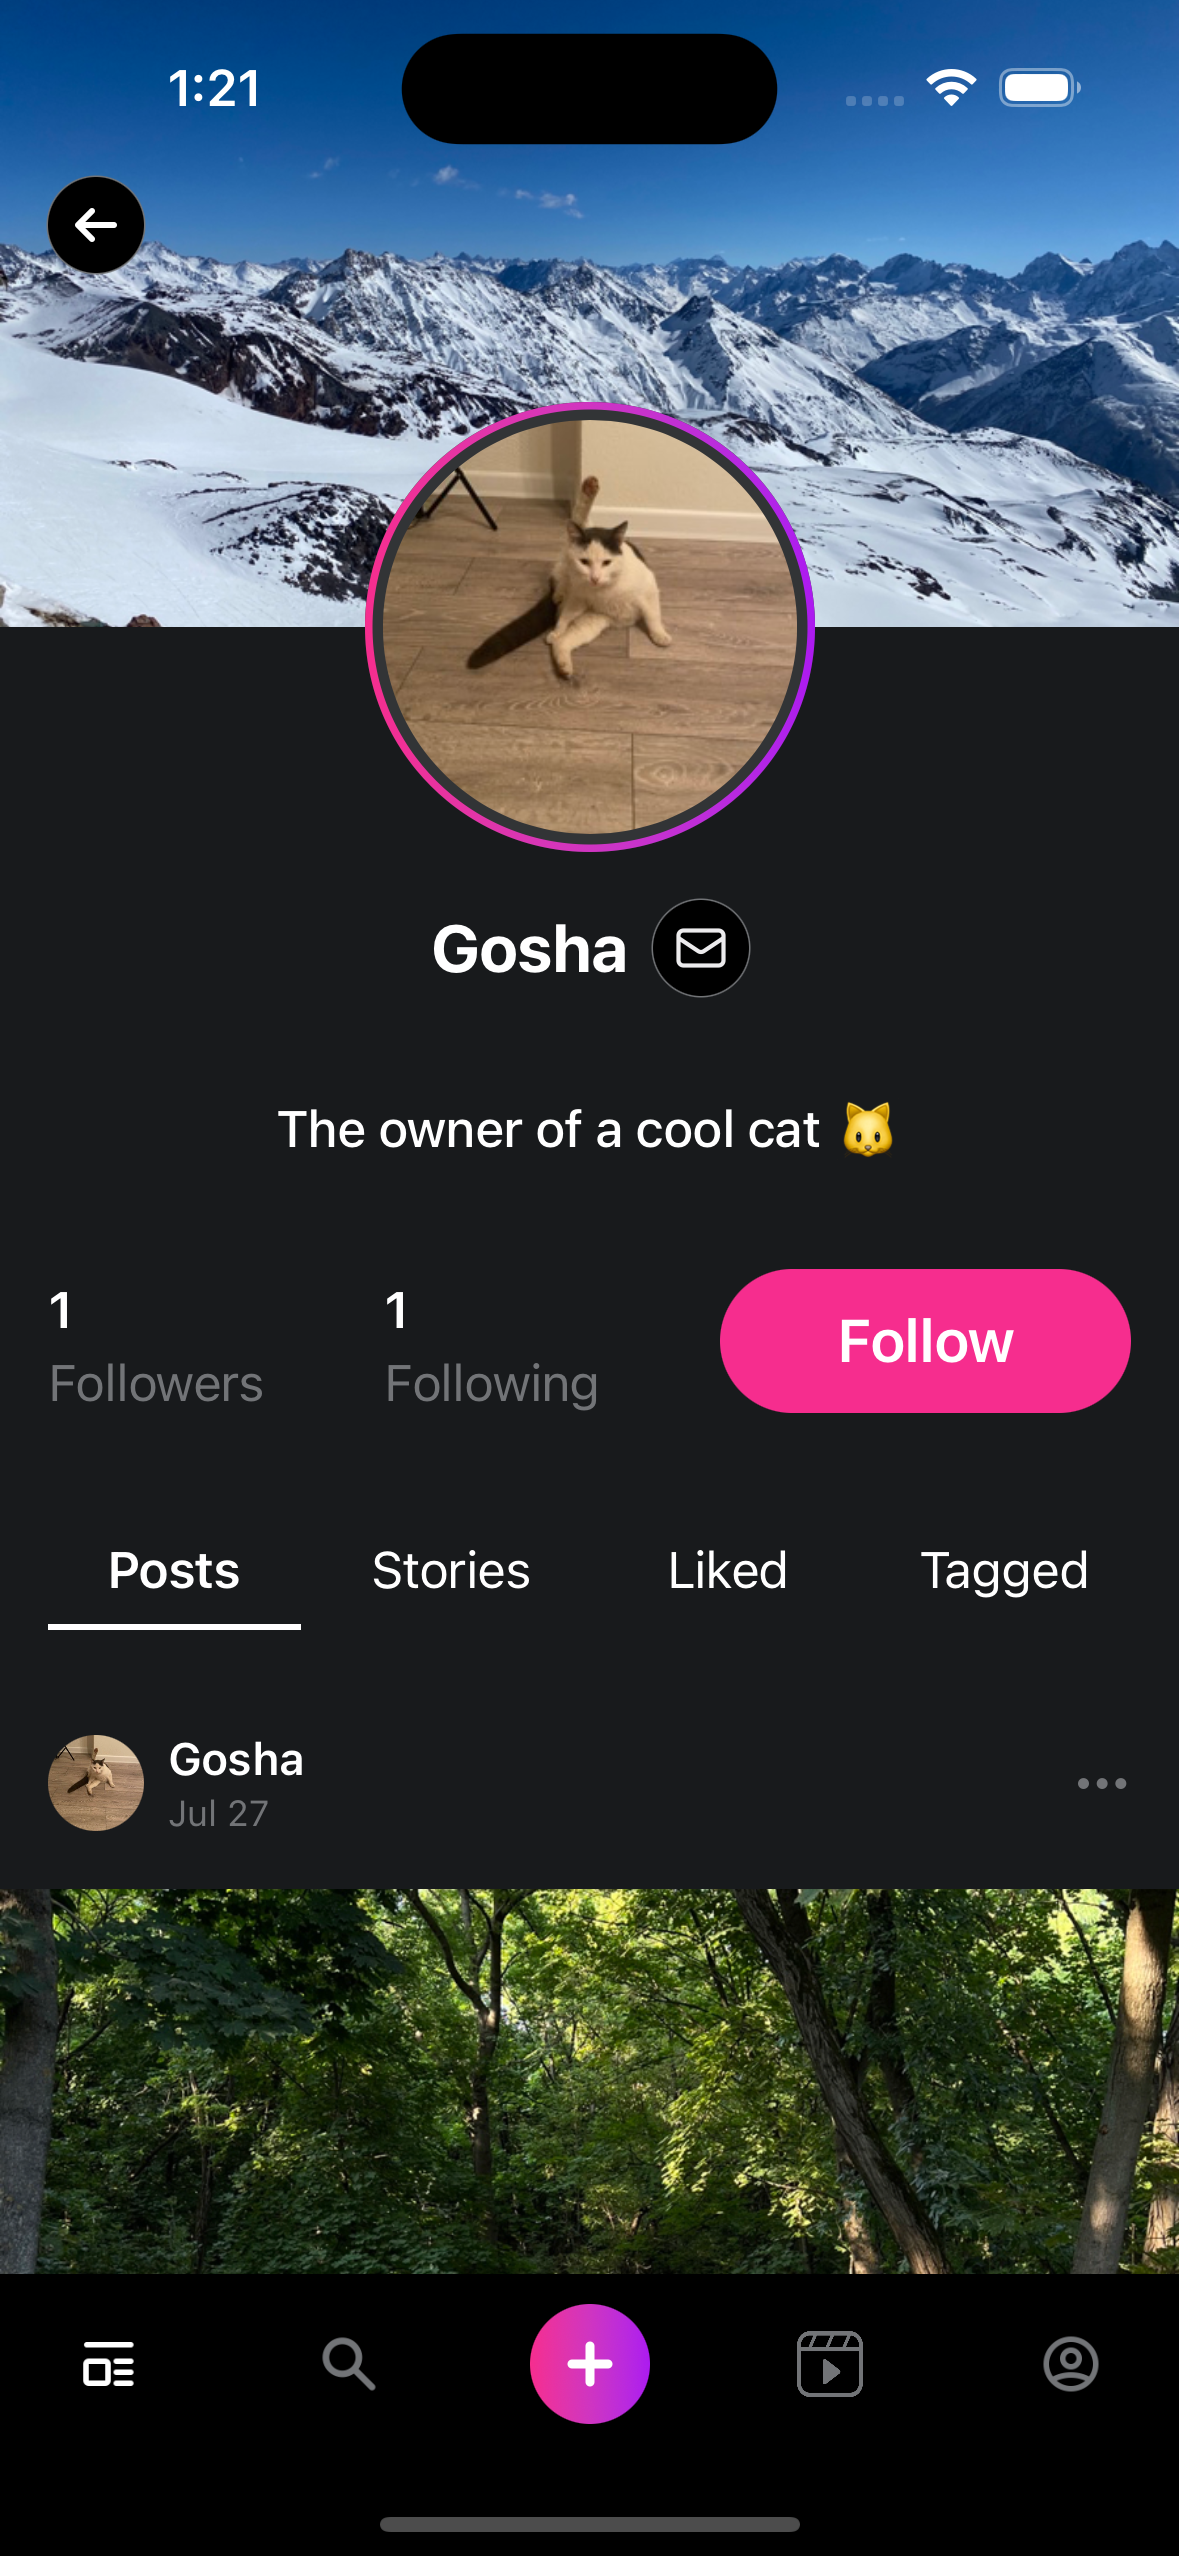 1:21
Gosha
The owner of a cool cat 🐱
1 1
Followers Following
Follow
Posts Stories Liked Tagged
Gosha
Jul 27